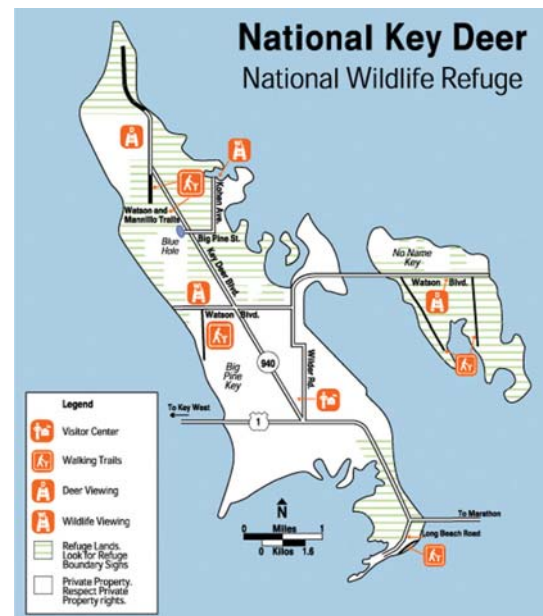 National Key Deer
National Wildlife Refuge
Kohen Ave.
Watson and
Mannillo Trails
Blue
Hole
Big Pine St.
Key Deer Blvd.
No Name
Key
Watson Blvd.
Watson Blvd.
Big
Pine
Key
940
Wilder Rd.
To Key West
1
Legend
Visitor Center
Walking Trails
Deer Viewing
Wildlife Viewing
Refuge Lands.
Look for Refuge
Boundary Signs
Private Property.
Respect Private
Property rights.
N
0 Miles 1
0 Kilos 1.6
To Marathon
Long Beach Road